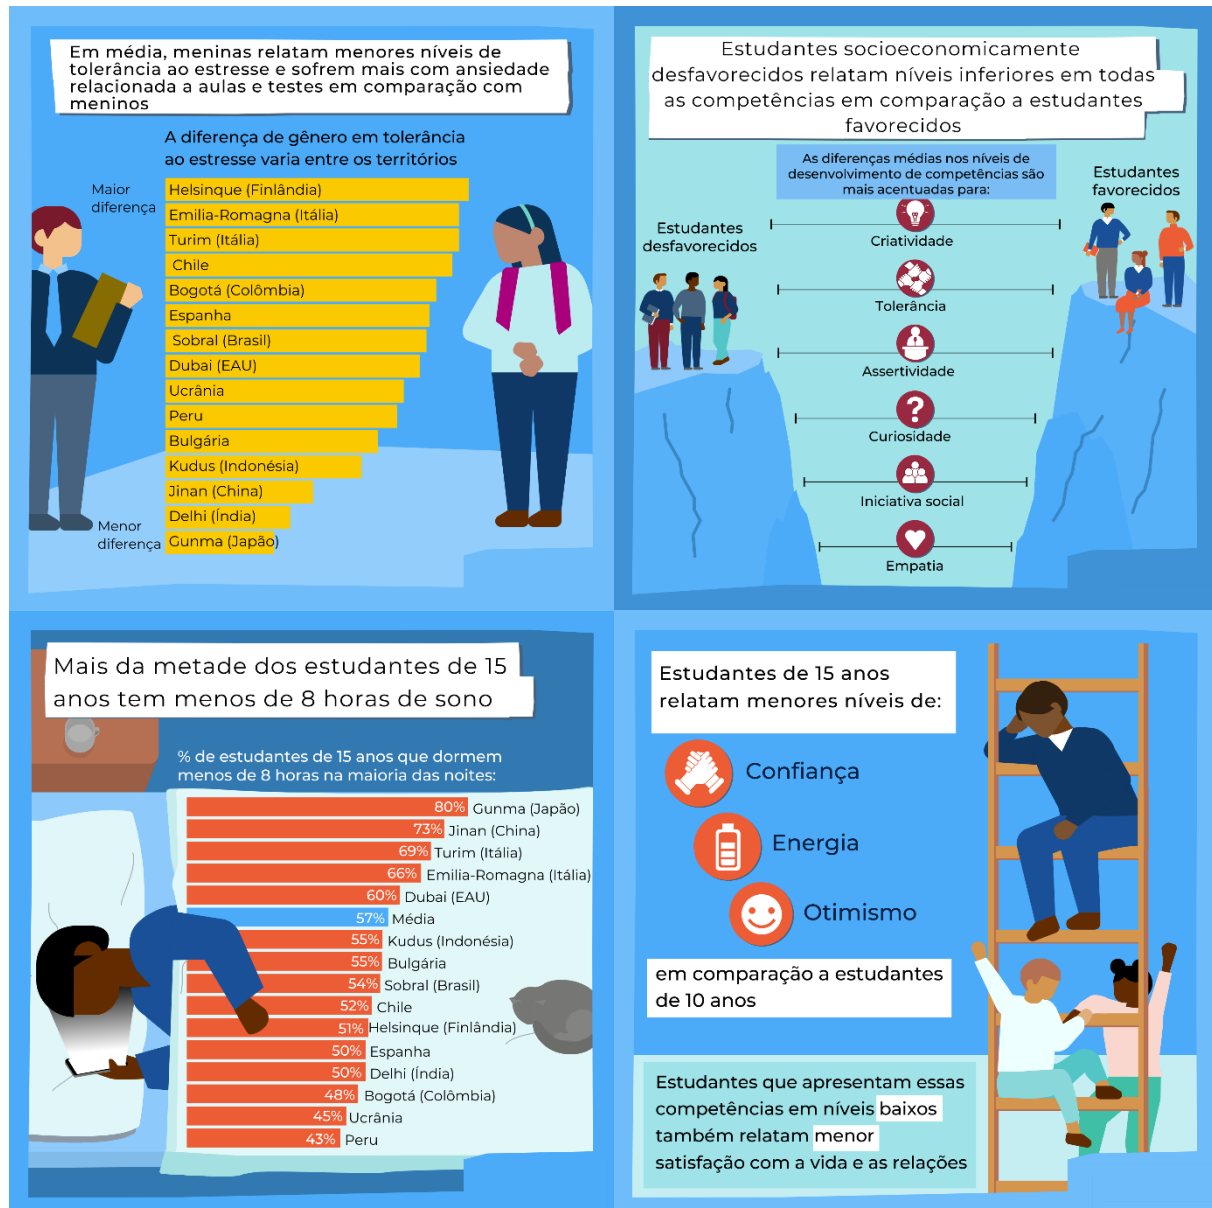 Em média, meninas relatam menores níveis de
tolerância ao estresse e sofrem mais com ansiedade
relacionada a aulas e testes em comparação com
meninos
A diferença de gênero em tolerância
ao estresse varia entre os territórios
Maior
diferença
Helsinque (Finlândia)
Emilia-Romagna (Itália)
Turim (Itália)
Chile
Bogotá (Colômbia)
Espanha
Sobral (Brasil)
Dubai (EAU)
Ucrânia
Peru
Bulgária
Kudus (Indonésia)
Jinan (China)
Delhi (Índia)
Menor
diferença
Gunma (Japão)
Estudantes socioeconomicamente
desfavorecidos relatam níveis inferiores em todas
as competências em comparação a estudantes
favorecidos
As diferenças médias nos níveis de
desenvolvimento de competências são
mais acentuadas para:
Estudantes
favorecidos
Estudantes
desfavorecidos
Criatividade
Tolerância
Assertividade
?
Curiosidade
Iniciativa social
Empatia
Mais da metade dos estudantes de 15
anos tem menos de 8 horas de sono
% de estudantes de 15 anos que dormem
menos de 8 horas na maioria das noites:
80% Gunma (Japão)
73% Jinan (China)
69% Turim (Itália)
66% Emilia-Romagna (Itália)
60% Dubai (EAU)
57% Média
55% Kudus (Indonésia)
55% Bulgária
54% Sobral (Brasil)
52% Chile
51% Helsinque (Finlândia)
50% Espanha
50% Delhi (Índia)
48% Bogotá (Colômbia)
45% Ucrânia
43% Peru
Estudantes de 15 anos
relatam menores níveis de:
Confiança
Energia
Otimismo
em comparação a estudantes
de 10 anos
Estudantes que apresentam essas
competências em níveis baixos
também relatam menor
satisfação com a vida e as relações